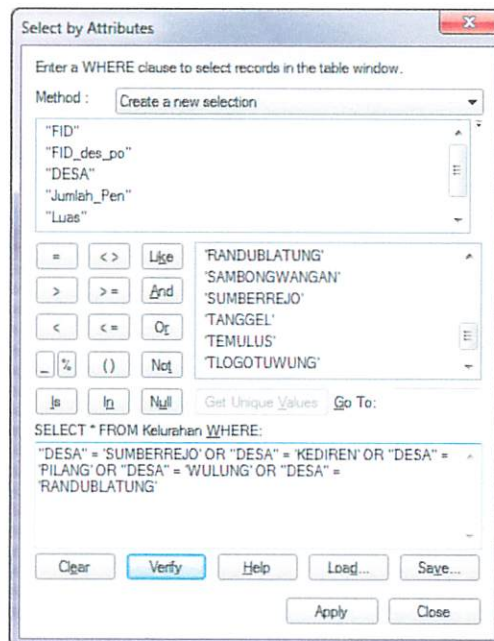 Select by Attributes
Enter a WHERE clause to select records in the table window.
Method : Create a new selection
"FID"
"FID_des_po"
"DESA"
"Jumlah_Pen"
"Luas"
= < > Like
> > = And
< < = Or
_ % () Not
Is In Null
'RANDUBLATUNG'
'SAMBONGWANGAN'
'SUMBERREJO'
'TANGGEL'
'TEMULUS'
'TLOGOTUWUNG'
Get Unique Values Go To:
SELECT * FROM Kelurahan WHERE:
"DESA" = 'SUMBERREJO' OR "DESA" = 'KEDIREN' OR "DESA" =
'PILANG' OR "DESA" = 'WULUNG' OR "DESA" =
'RANDUBLATUNG'
Clear Verify Help Load... Save...
Apply Close